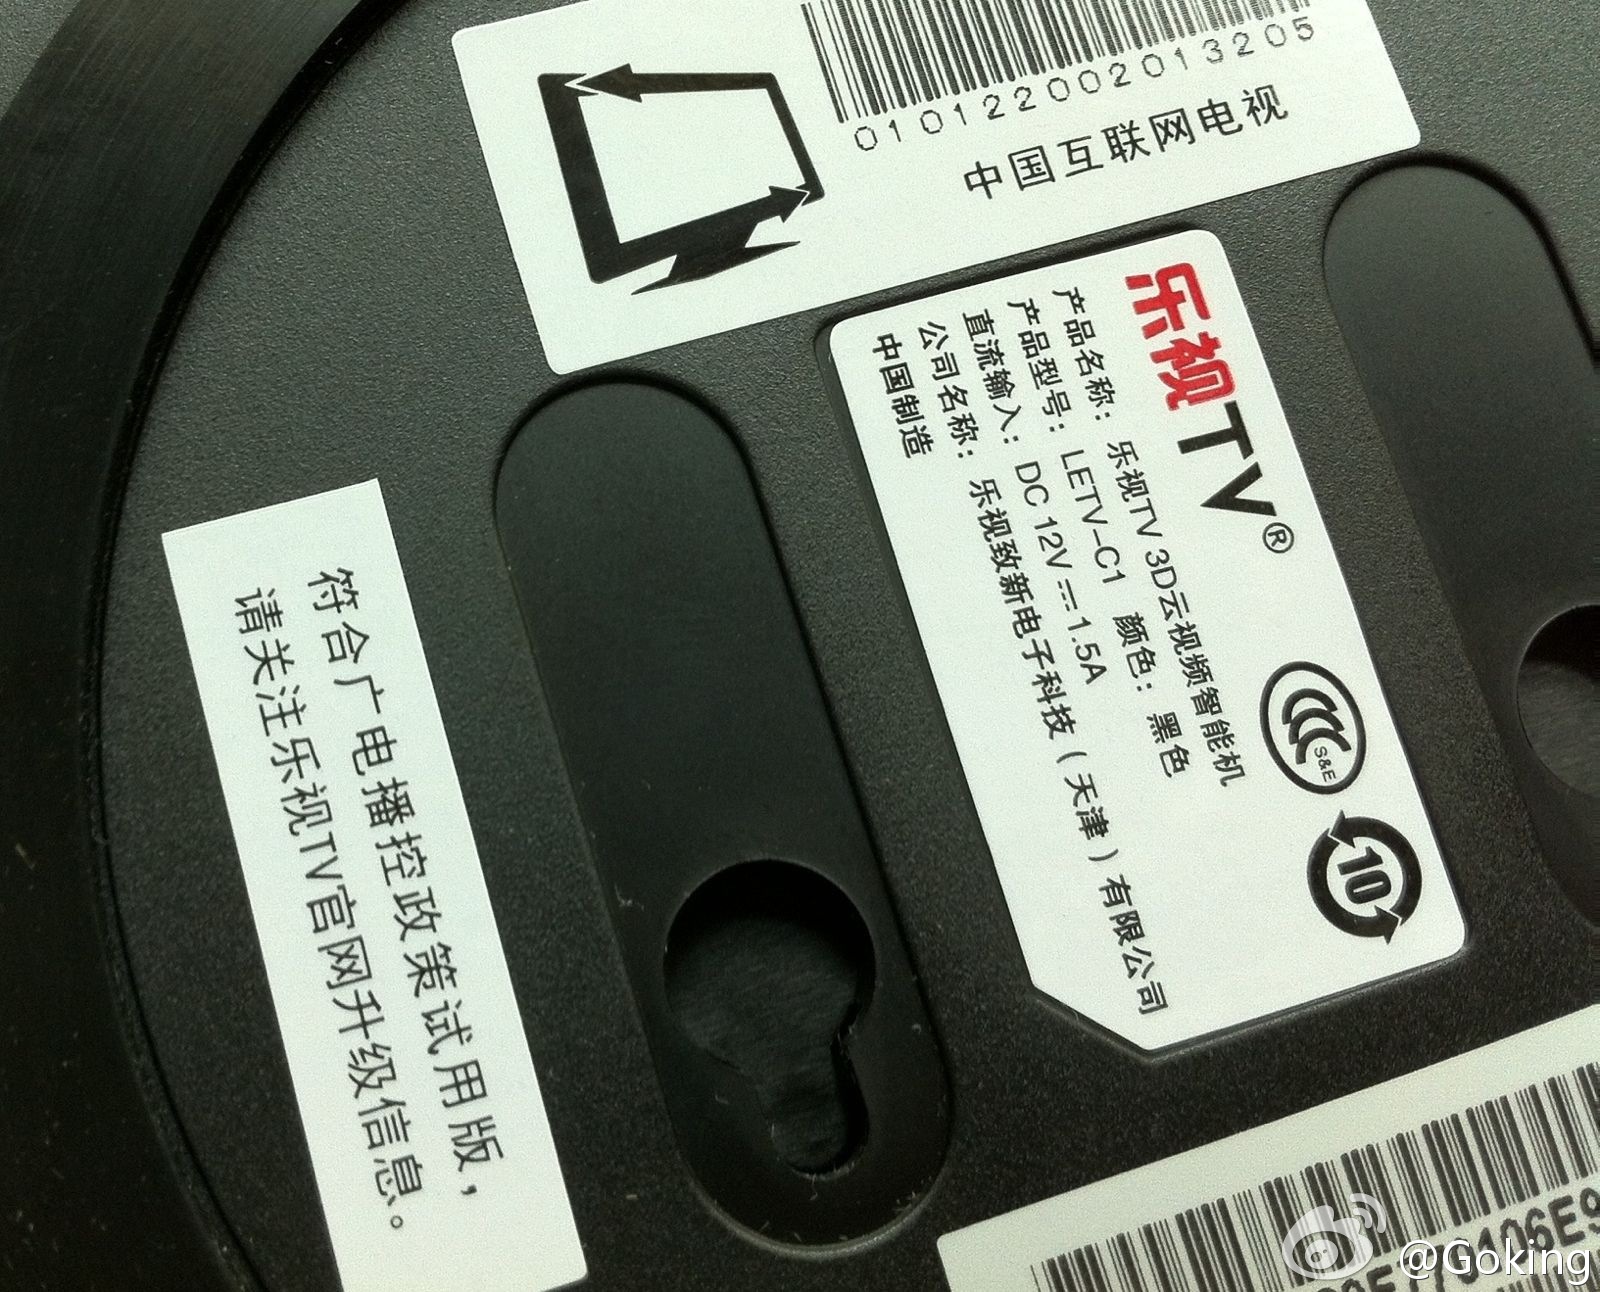 010122002013205
中国互联网电视
乐视TV®
产品名称：乐视TV 3D云视频智能机
产品型号：LETV-C1 颜色：黑色
直流输入：DC 12V⎓1.5A
公司名称：乐视致新电子科技（天津）有限公司
中国制造
S&E
10
符合广电播控政策试用版，
请关注乐视TV官网升级信息。
@Goking